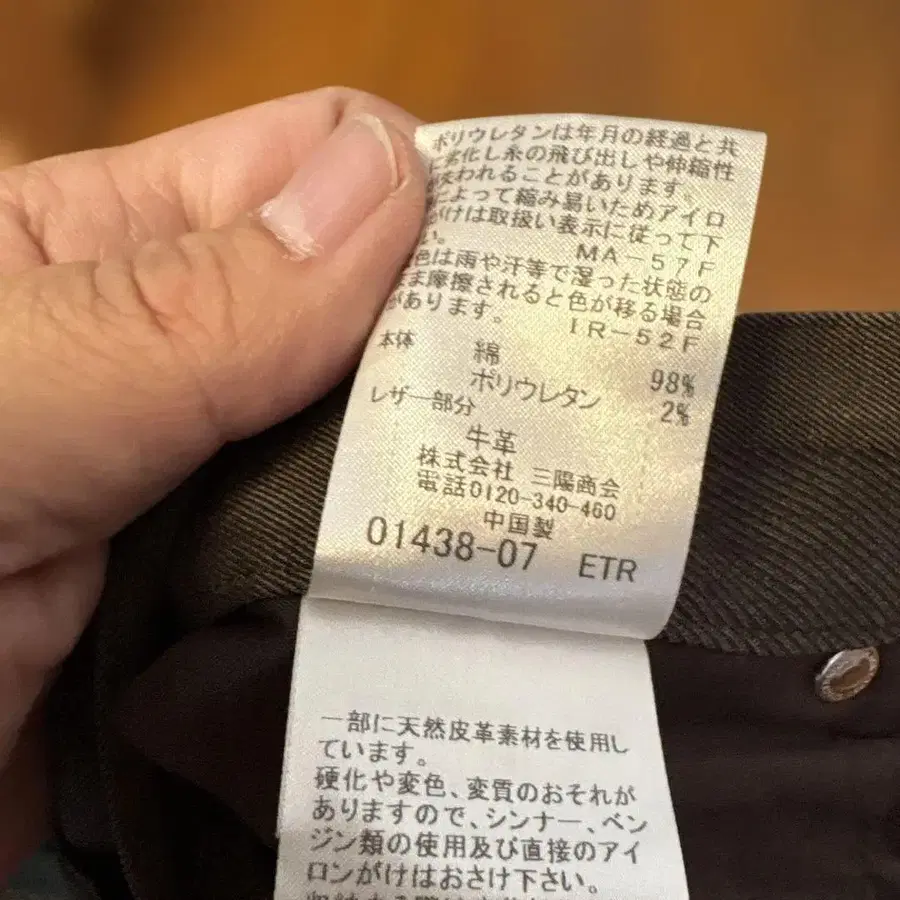 ポリウレタンは年月の経過と共
劣化し糸の飛び出しや伸縮性
失われることがあります。
によって縮み易いためアイロ
がけは取扱い表示に従って下
い。
MA-57F
色は雨や汗等で湿った状態の
まま摩擦されると色が移る場合
があります。 IR-52F
本体 綿 98%
ポリウレタン 2%
レザー部分
牛革
株式会社 三陽商会
電話0120-340-460
中国製
01438-07 ETR
一部に天然皮革素材を使用し
ています。
硬化や変色、変質のおそれが
ありますので、シンナー、ベン
ジン類の使用及び直接のアイ
ロンがけはおさけ下さい。